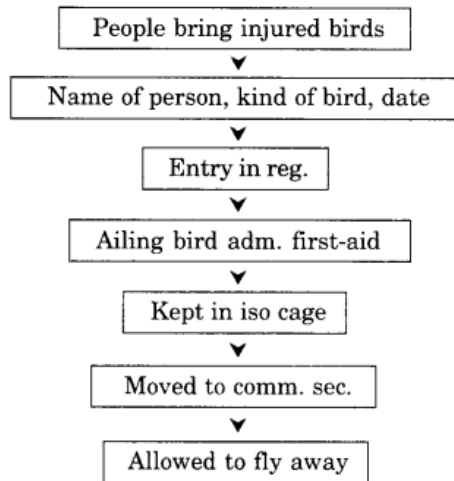 People bring injured birds
Name of person, kind of bird, date
Entry in reg.
Ailing bird adm. first-aid
Kept in iso cage
Moved to comm. sec.
Allowed to fly away